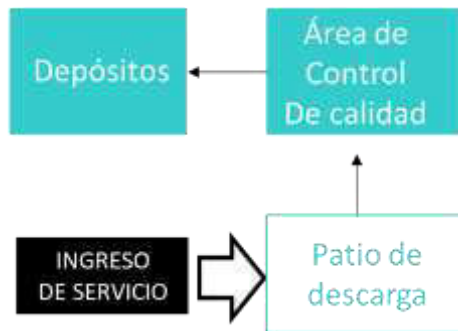 Depósitos
Área de
Control
De calidad
INGRESO
DE SERVICIO
Patio de
descarga